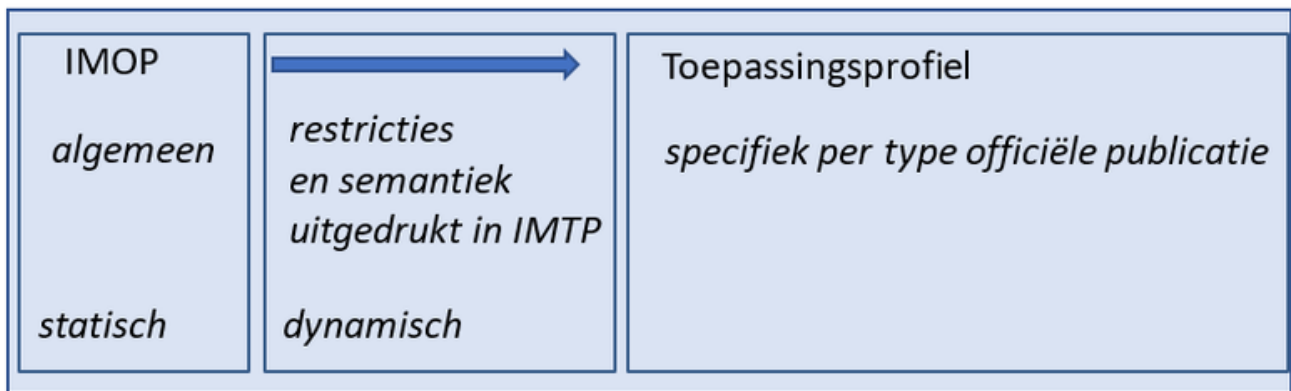 IMOP
algemeen
statisch
restricties
en semantiek
uitgedrukt in IMTP
dynamisch
Toepassingsprofiel
specifiek per type officiële publicatie